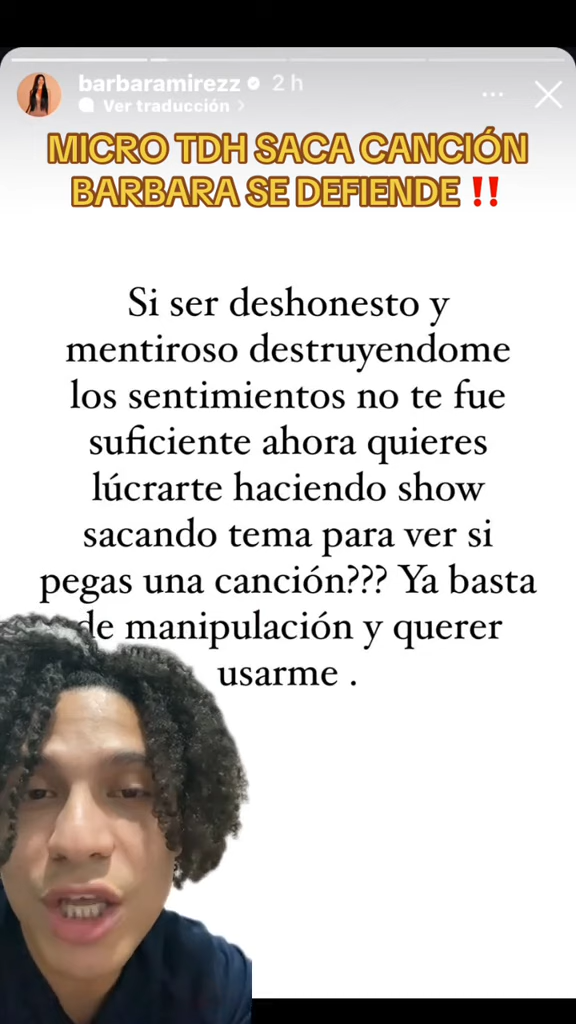 barbaramirezz 2 h
Ver traducción
MICRO TDH SACA CANCIÓN
BARBARA SE DEFIENDE ‼️
Si ser deshonesto y
mentiroso destruyendome
los sentimientos no te fue
suficiente ahora quieres
lúcrarte haciendo show
sacando tema para ver si
pegas una canción??? Ya basta
de manipulación y querer
usarme .